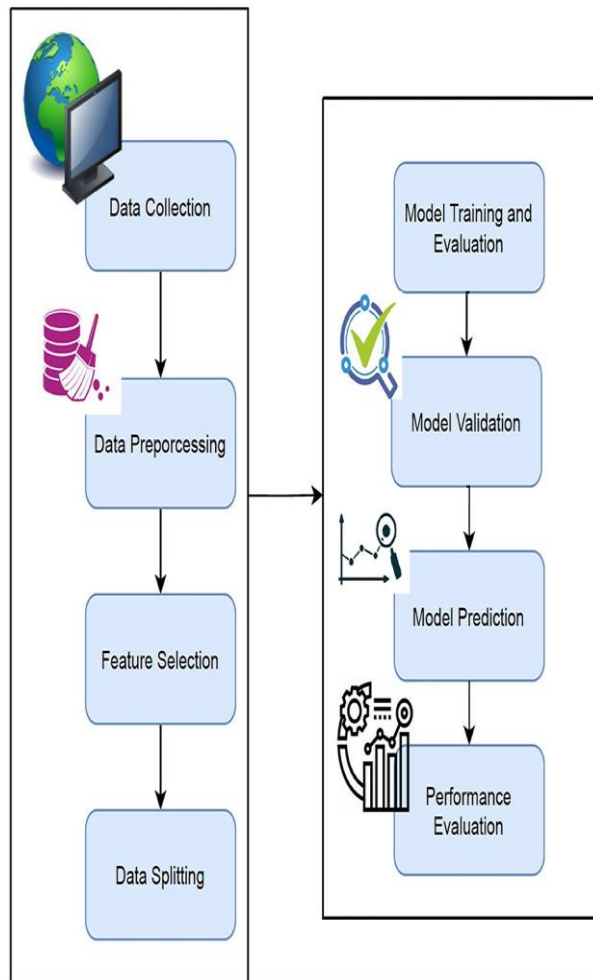 Data Collection
Data Preporcessing
Feature Selection
Data Splitting
Model Training and
Evaluation
Model Validation
Model Prediction
Performance
Evaluation